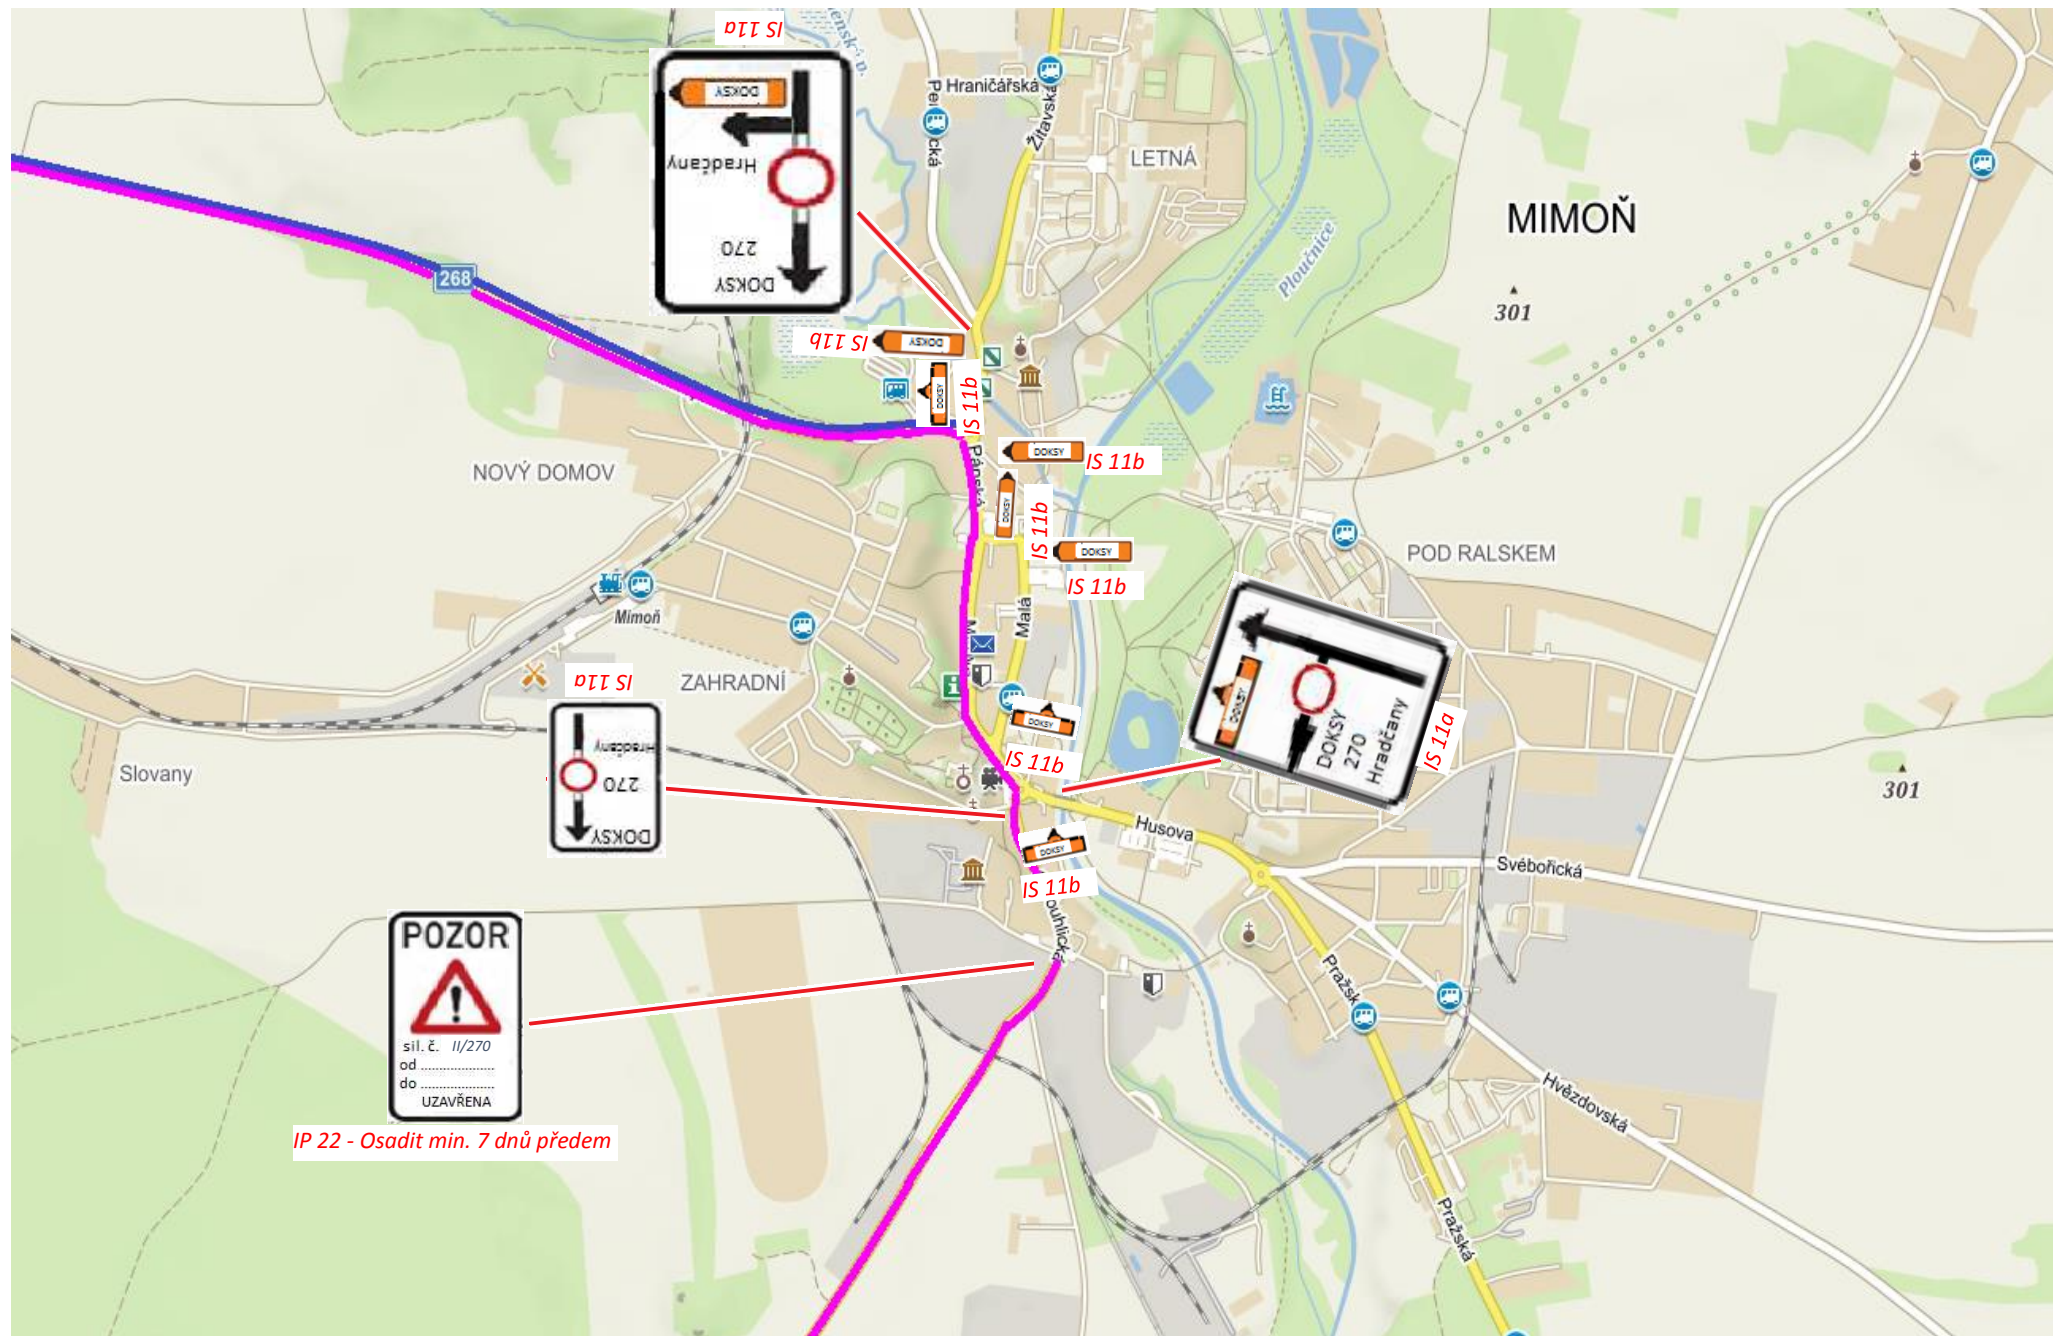 IS 11a
DOKSY
Hradčany
270
DOKSY
Hraničářská
Žitavská
LETNÁ
MIMOŇ
Ploučnice
301
268
IS 11b
DOKSY
DOKSY
IS 11b
Pánská
DOKSY
IS 11b
DOKSY
IS 11b
DOKSY
IS 11b
NOVÝ DOMOV
POD RALSKEM
Mimoň
Malá
ZAHRADNÍ
IS 11a
Hradčany
270
DOKSY
DOKSY
IS 11b
DOKSY
DOKSY
270
Hradčany
IS 11a
Slovany
301
Husova
Svébořická
DOKSY
IS 11b
POZOR
sil. č. II/270
od ....................
do ....................
UZAVŘENA
IP 22 - Osadit min. 7 dnů předem
Hvězdovská
Pražská